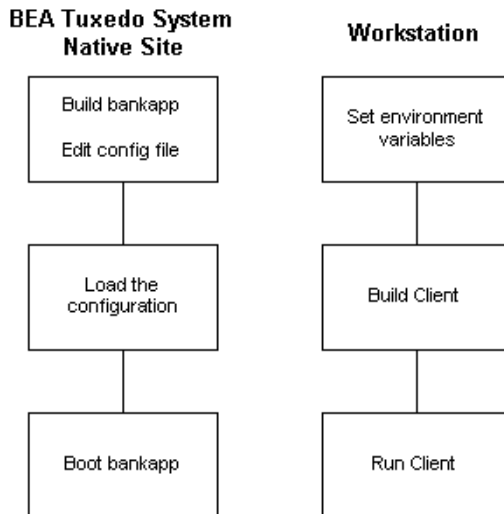 BEA Tuxedo System
Native Site
Build bankapp
Edit config file
Load the
configuration
Boot bankapp
Workstation
Set environment
variables
Build Client
Run Client